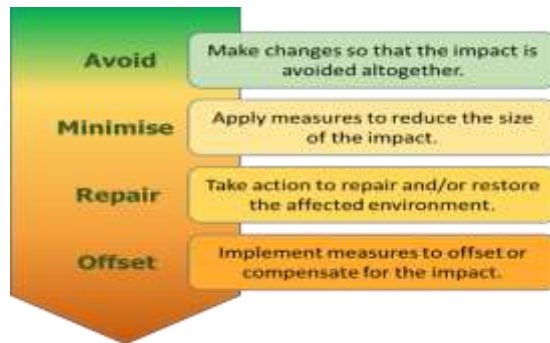 Avoid
Make changes so that the impact is
avoided altogether.
Minimise
Apply measures to reduce the size
of the impact.
Repair
Take action to repair and/or restore
the affected environment.
Offset
Implement measures to offset or
compensate for the impact.